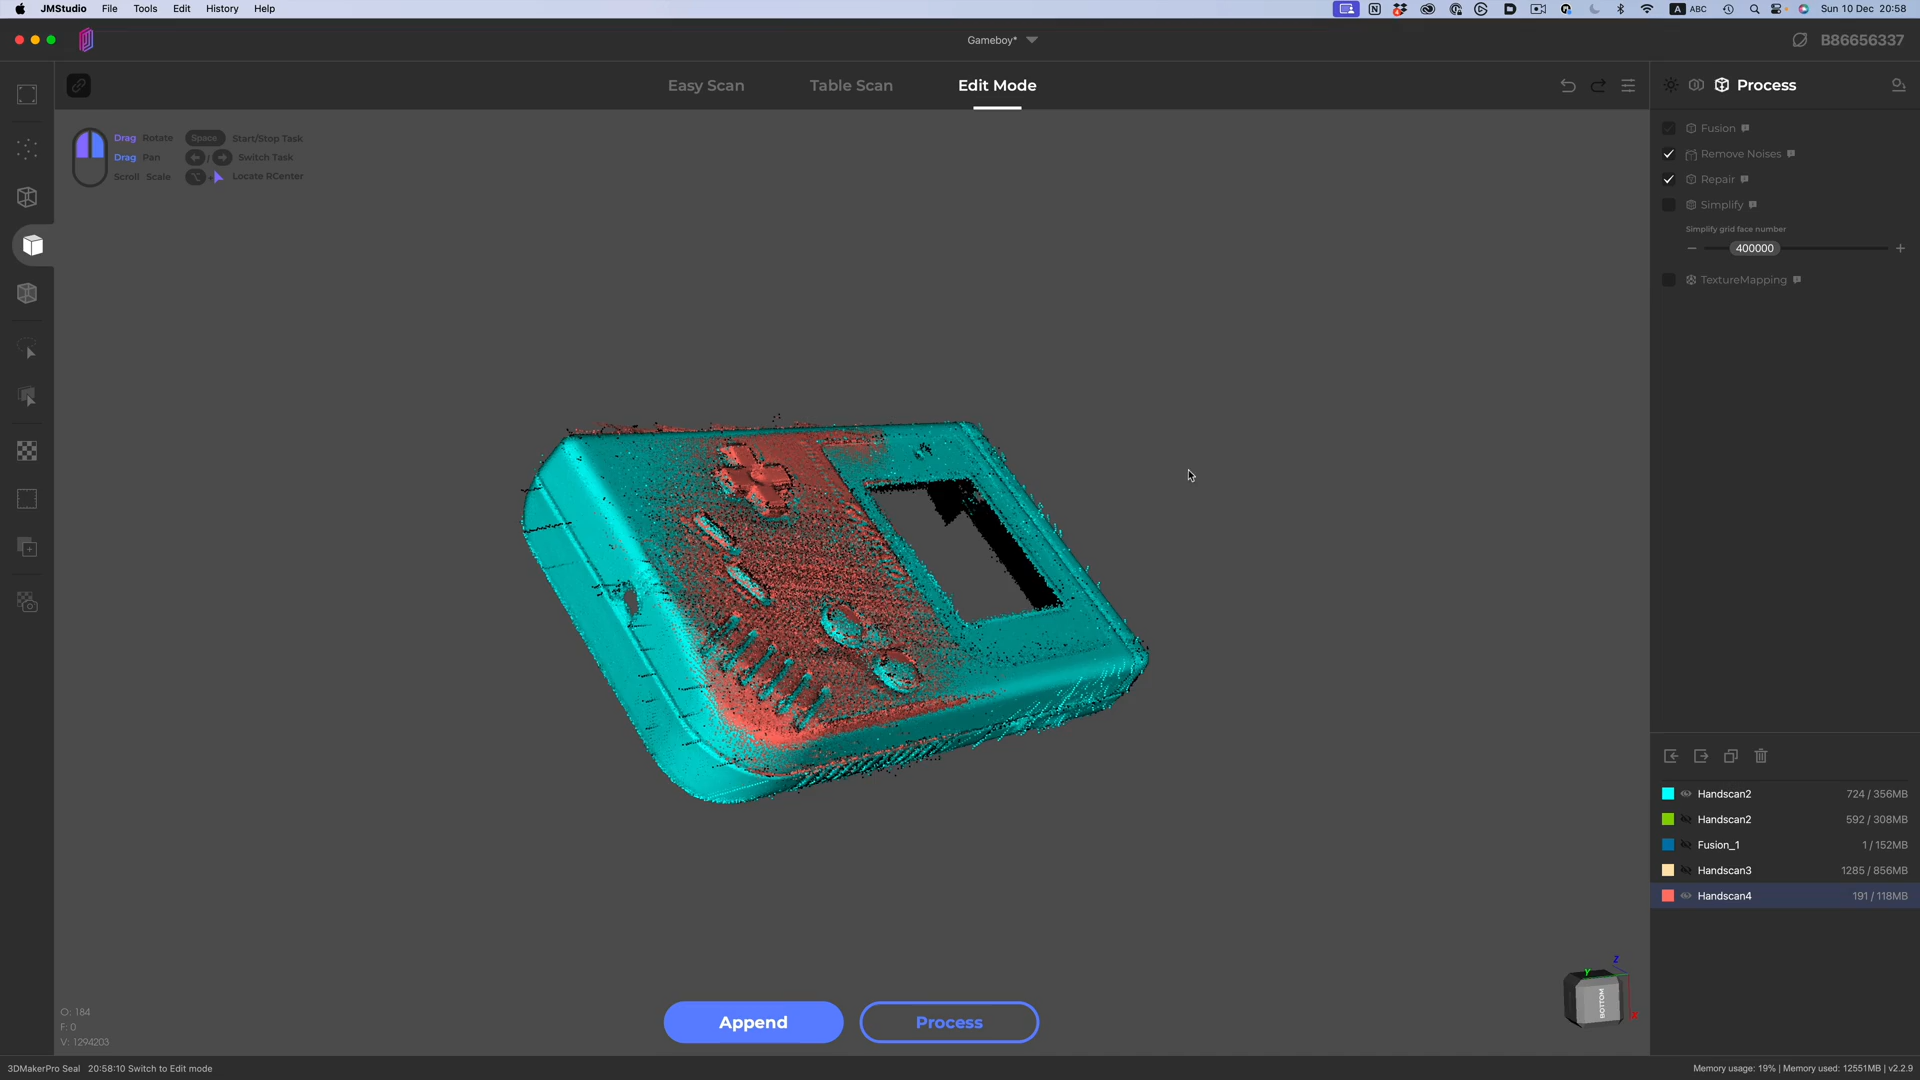 JMStudio File Tools Edit History Help
A ABC Sun 10 Dec 20:58
Gameboy*
B86656337
Easy Scan Table Scan Edit Mode
Process
Drag Rotate Space Start/Stop Task
Drag Pan / Switch Task
Scroll Scale + Locate RCenter
Fusion
Remove Noises
Repair
Simplify
Simplify grid face number
400000
TextureMapping
Handscan2 724 / 356MB
Handscan2 592 / 308MB
Fusion_1 1 / 152MB
Handscan3 1285 / 856MB
Handscan4 191 / 118MB
Z
Y
BOTTOM
X
O: 184
F: 0
V: 1294203
Append Process
3DMakerPro Seal 20:58:10 Switch to Edit mode
Memory usage: 19% | Memory used: 12551MB | v2.2.9